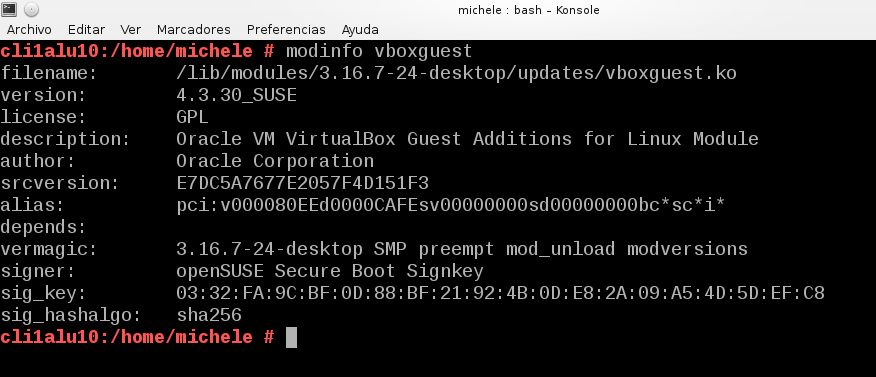 michele : bash – Konsole
Archivo Editar Ver Marcadores Preferencias Ayuda
cli1alu10:/home/michele # modinfo vboxguest
filename:       /lib/modules/3.16.7-24-desktop/updates/vboxguest.ko
version:        4.3.30_SUSE
license:        GPL
description:    Oracle VM VirtualBox Guest Additions for Linux Module
author:         Oracle Corporation
srcversion:     E7DC5A7677E2057F4D151F3
alias:          pci:v000080EEd0000CAFEsv00000000sd00000000bc*sc*i*
depends:
vermagic:       3.16.7-24-desktop SMP preempt mod_unload modversions
signer:         openSUSE Secure Boot Signkey
sig_key:        03:32:FA:9C:BF:0D:88:BF:21:92:4B:0D:E8:2A:09:A5:4D:5D:EF:C8
sig_hashalgo:   sha256
cli1alu10:/home/michele #